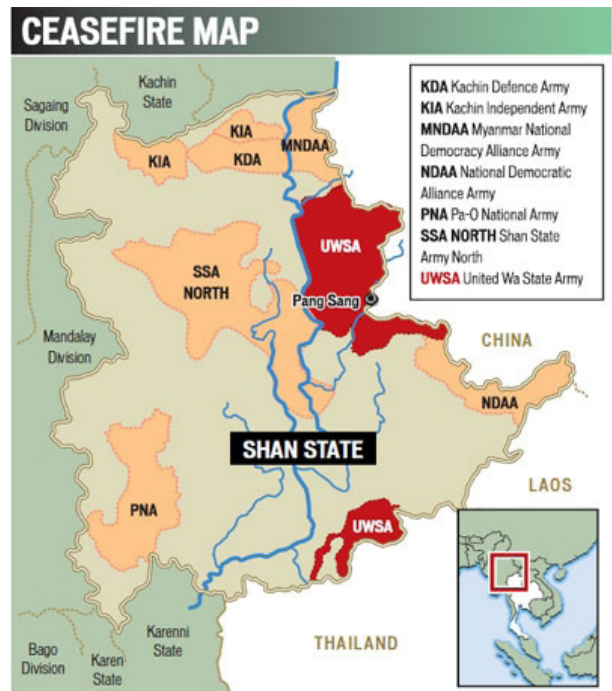 CEASEFIRE MAP
Kachin
State
Sagaing
Division
KIA
KIA
KDA
MNDAA
KDA Kachin Defence Army
KIA Kachin Independent Army
MNDAA Myanmar National
Democracy Alliance Army
NDAA National Democratic
Alliance Army
PNA Pa-O National Army
SSA NORTH Shan State
Army North
UWSA United Wa State Army
UWSA
SSA
NORTH
Pang Sang
Mandalay
Division
CHINA
NDAA
SHAN STATE
LAOS
PNA
UWSA
Karenni
State
THAILAND
Bago
Division
Karen
State